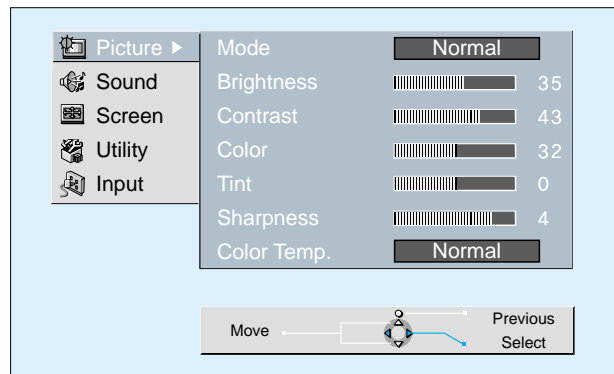 Picture
Sound
Screen
Utility
Input
Mode Normal
Brightness 35
Contrast 43
Color 32
Tint 0
Sharpness 4
Color Temp. Normal
Move
Previous
Select